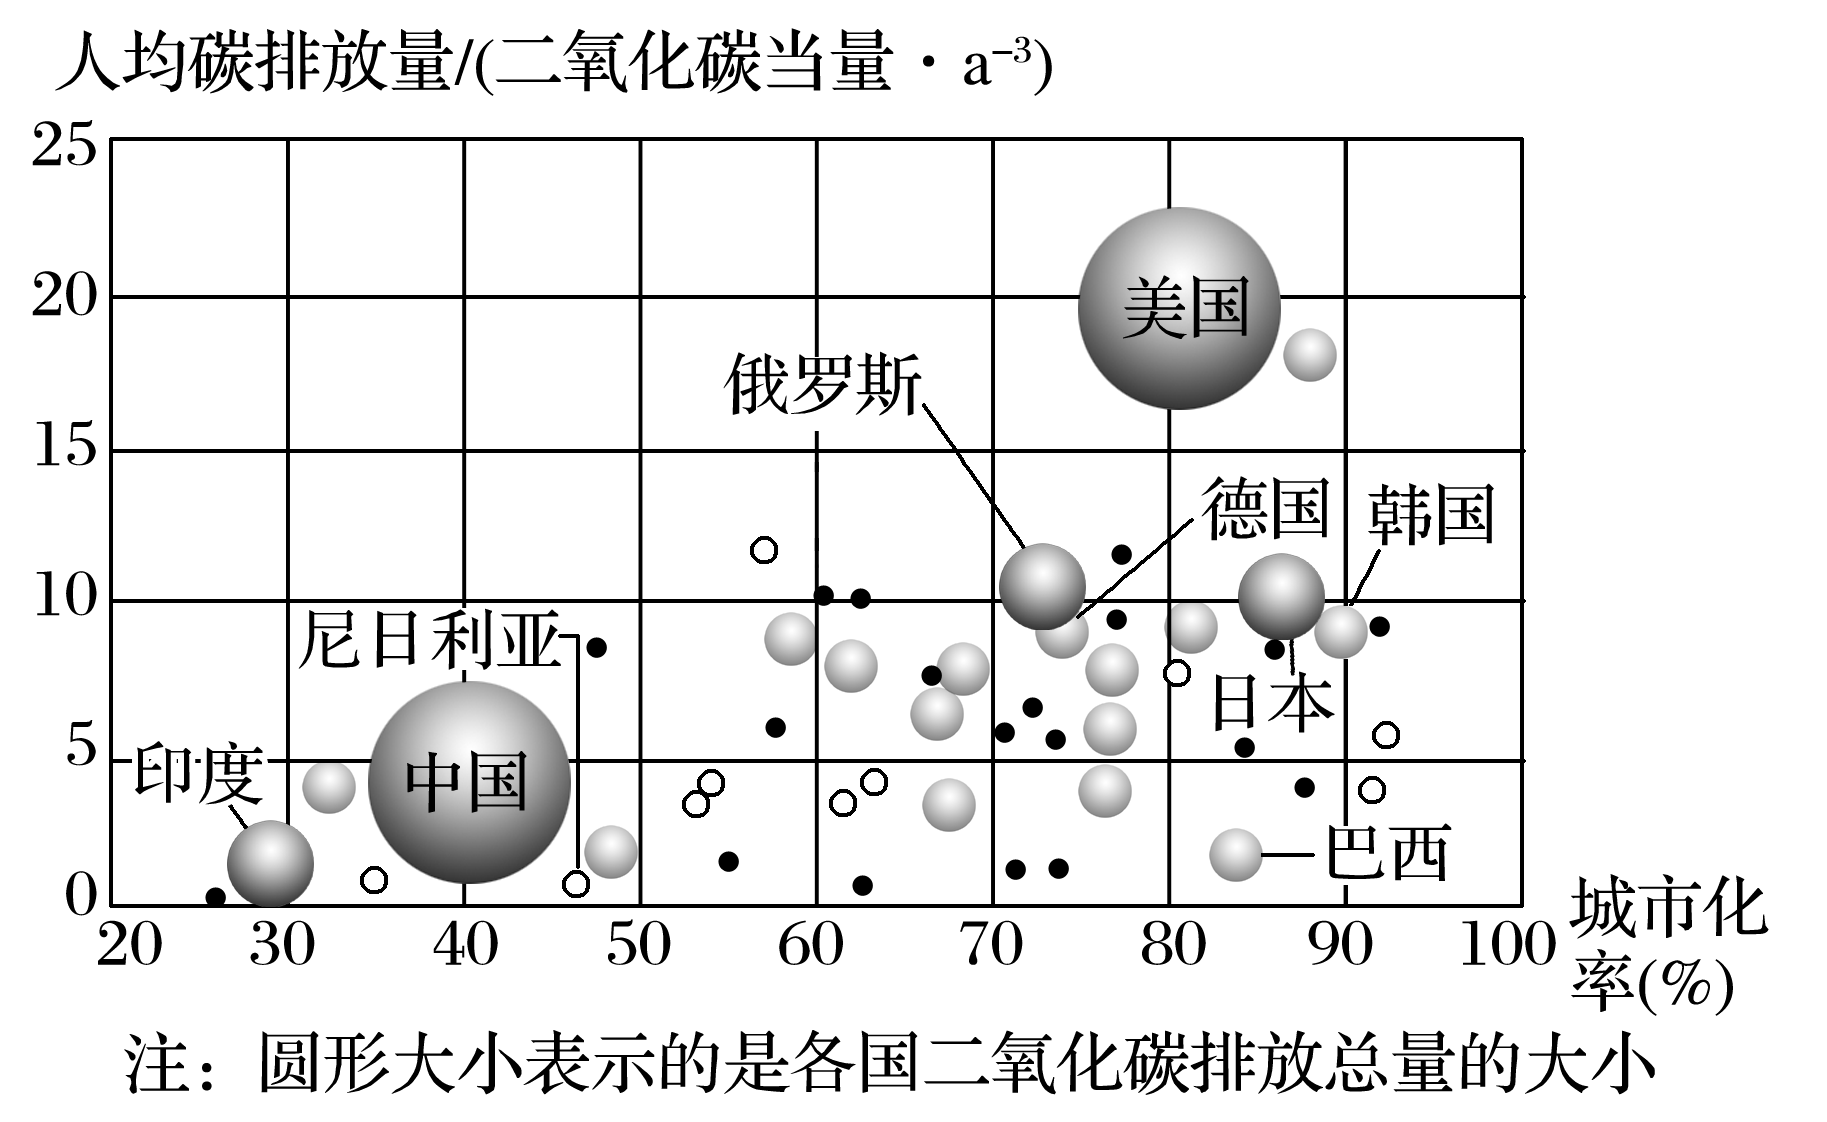 人均碳排放量/(二氧化碳当量·a⁻³)
25
20
15
10
5
0
美国
俄罗斯
德国
韩国
尼日利亚
日本
印度
中国
巴西
20 30 40 50 60 70 80 90 100
城市化
率(%)
注：圆形大小表示的是各国二氧化碳排放总量的大小